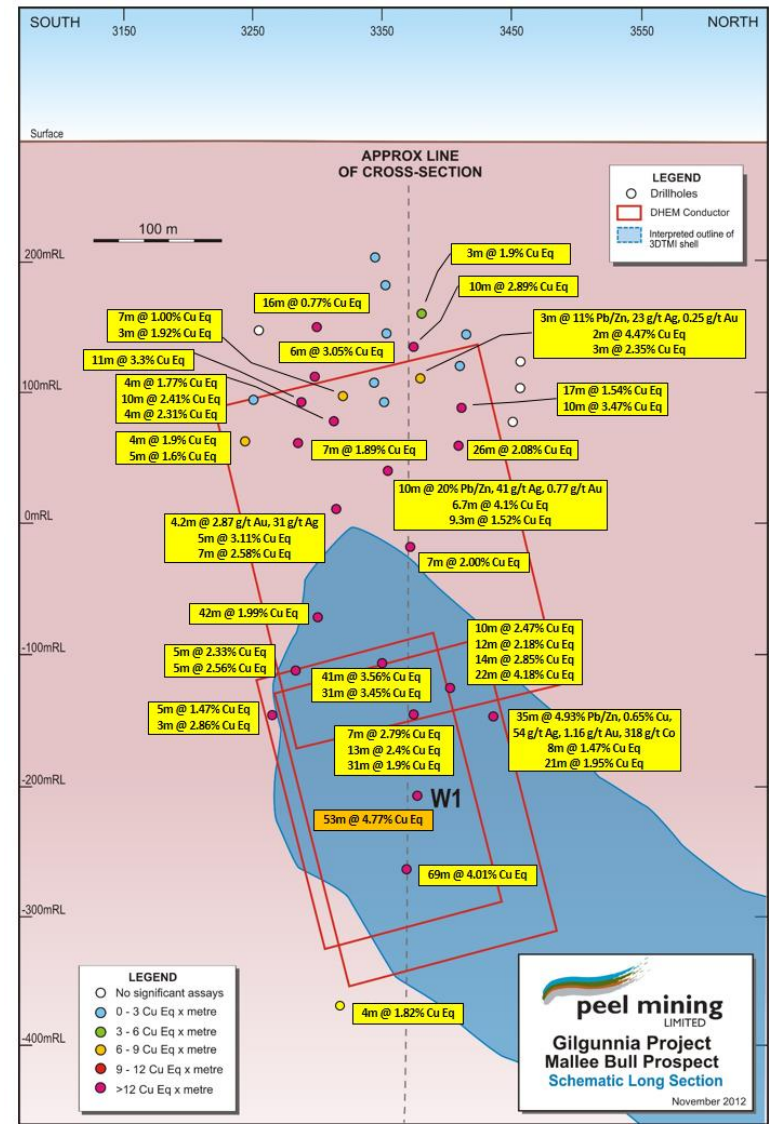 SOUTH
NORTH
3150
3250
3350
3450
3550
Surface
APPROX LINE
OF CROSS-SECTION
LEGEND
Drillholes
DHEM Conductor
Interpreted outline of
3DTMI shell
100 m
200mRL
3m @ 1.9% Cu Eq
10m @ 2.89% Cu Eq
16m @ 0.77% Cu Eq
7m @ 1.00% Cu Eq
3m @ 1.92% Cu Eq
3m @ 11% Pb/Zn, 23 g/t Ag, 0.25 g/t Au
2m @ 4.47% Cu Eq
3m @ 2.35% Cu Eq
6m @ 3.05% Cu Eq
11m @ 3.3% Cu Eq
100mRL
4m @ 1.77% Cu Eq
10m @ 2.41% Cu Eq
4m @ 2.31% Cu Eq
17m @ 1.54% Cu Eq
10m @ 3.47% Cu Eq
4m @ 1.9% Cu Eq
5m @ 1.6% Cu Eq
7m @ 1.89% Cu Eq
26m @ 2.08% Cu Eq
10m @ 20% Pb/Zn, 41 g/t Ag, 0.77 g/t Au
6.7m @ 4.1% Cu Eq
9.3m @ 1.52% Cu Eq
0mRL
4.2m @ 2.87 g/t Au, 31 g/t Ag
5m @ 3.11% Cu Eq
7m @ 2.58% Cu Eq
7m @ 2.00% Cu Eq
42m @ 1.99% Cu Eq
-100mRL
10m @ 2.47% Cu Eq
12m @ 2.18% Cu Eq
14m @ 2.85% Cu Eq
22m @ 4.18% Cu Eq
5m @ 2.33% Cu Eq
5m @ 2.56% Cu Eq
41m @ 3.56% Cu Eq
31m @ 3.45% Cu Eq
5m @ 1.47% Cu Eq
3m @ 2.86% Cu Eq
35m @ 4.93% Pb/Zn, 0.65% Cu,
54 g/t Ag, 1.16 g/t Au, 318 g/t Co
8m @ 1.47% Cu Eq
21m @ 1.95% Cu Eq
7m @ 2.79% Cu Eq
13m @ 2.4% Cu Eq
31m @ 1.9% Cu Eq
-200mRL
W1
53m @ 4.77% Cu Eq
69m @ 4.01% Cu Eq
-300mRL
4m @ 1.82% Cu Eq
-400mRL
LEGEND
No significant assays
0 - 3 Cu Eq x metre
3 - 6 Cu Eq x metre
6 - 9 Cu Eq x metre
9 - 12 Cu Eq x metre
>12 Cu Eq x metre
peel mining
LIMITED
Gilgunnia Project
Mallee Bull Prospect
Schematic Long Section
November 2012